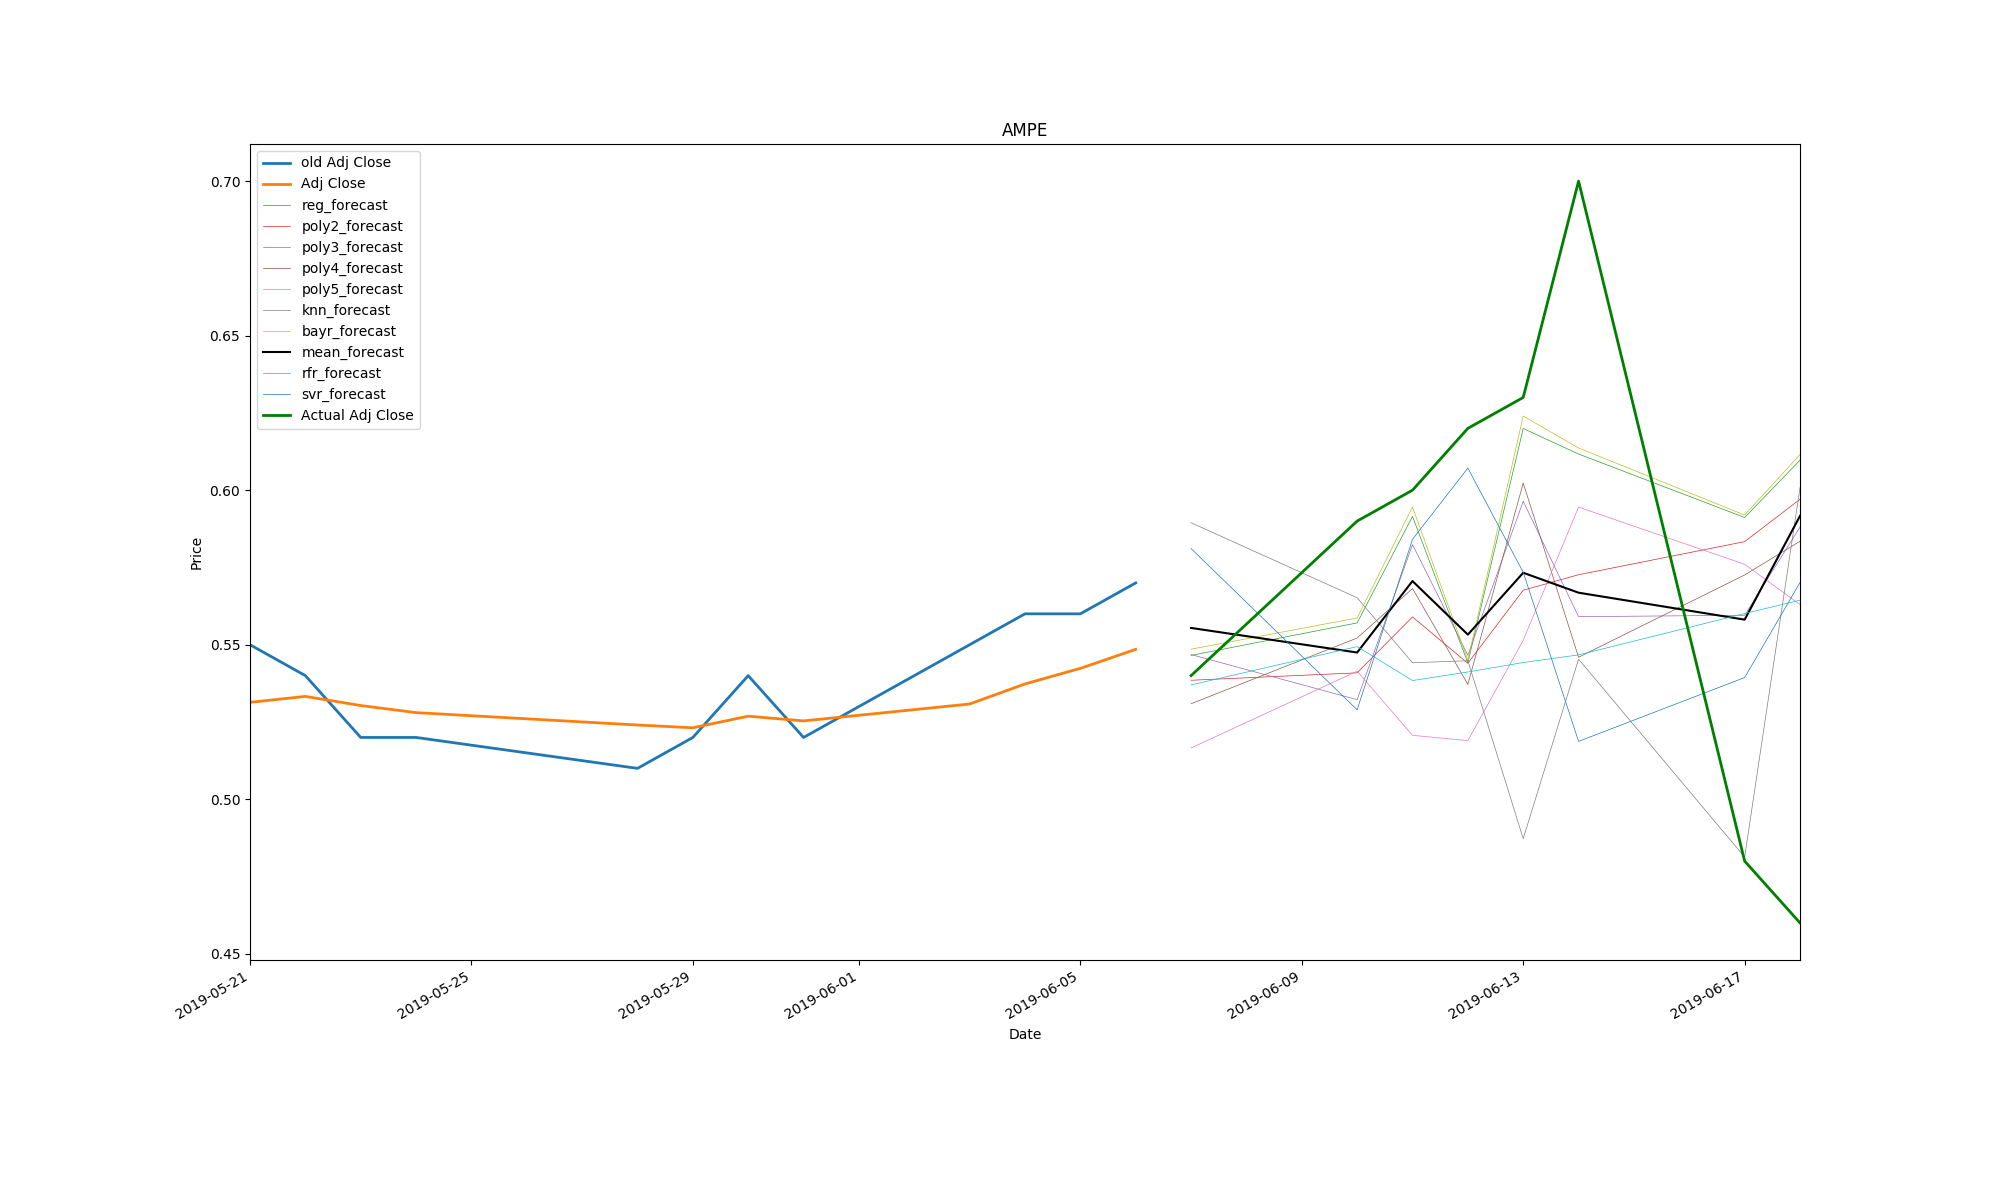 AMPE
old Adj Close
Adj Close
reg_forecast
poly2_forecast
poly3_forecast
poly4_forecast
poly5_forecast
knn_forecast
bayr_forecast
mean_forecast
rfr_forecast
svr_forecast
Actual Adj Close
0.70
0.65
0.60
0.55
0.50
0.45
Price
2019-05-21
2019-05-25
2019-05-29
2019-06-01
2019-06-05
2019-06-09
2019-06-13
2019-06-17
Date